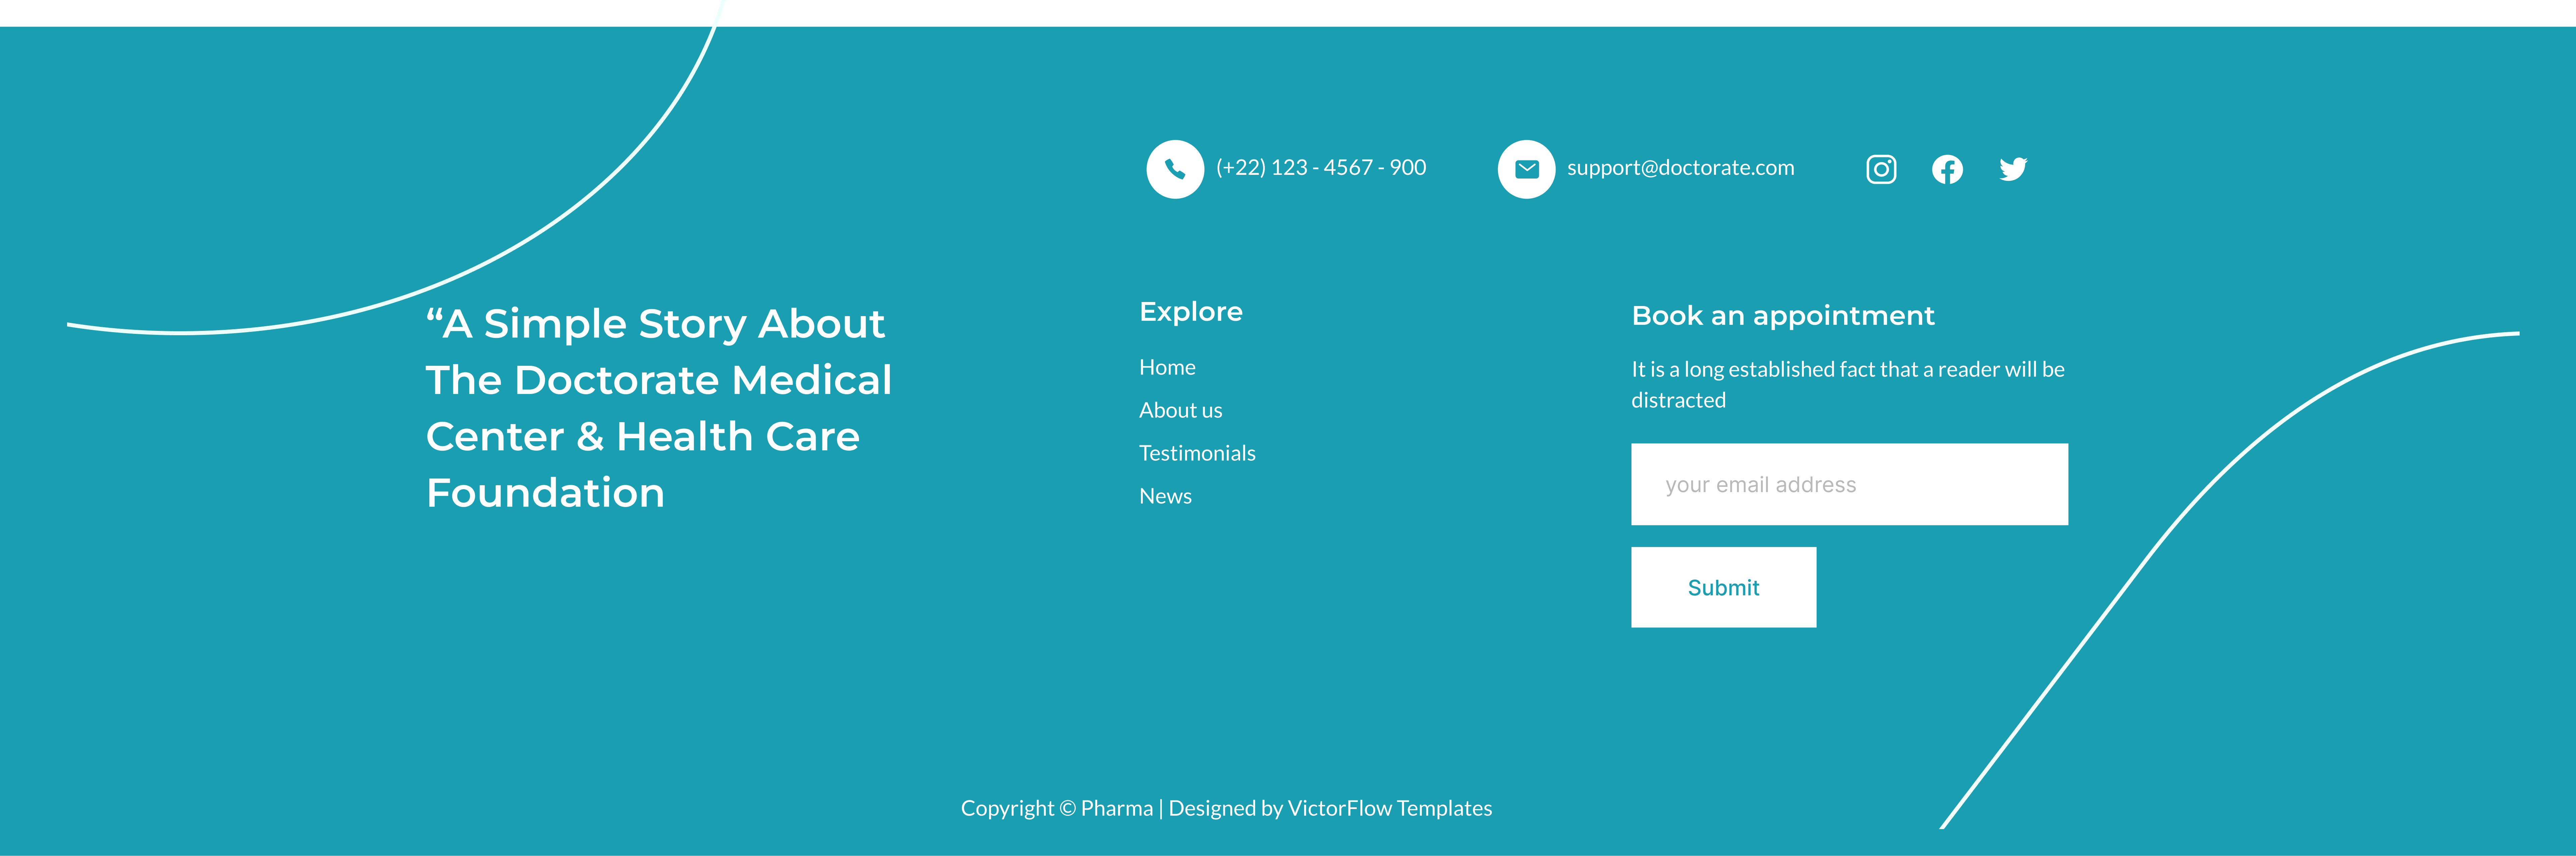 (+22) 123 - 4567 - 900
support@doctorate.com
“A Simple Story About
The Doctorate Medical
Center & Health Care
Foundation
Explore
Home
About us
Testimonials
News
Book an appointment
It is a long established fact that a reader will be
distracted
your email address
Submit
Copyright © Pharma | Designed by VictorFlow Templates